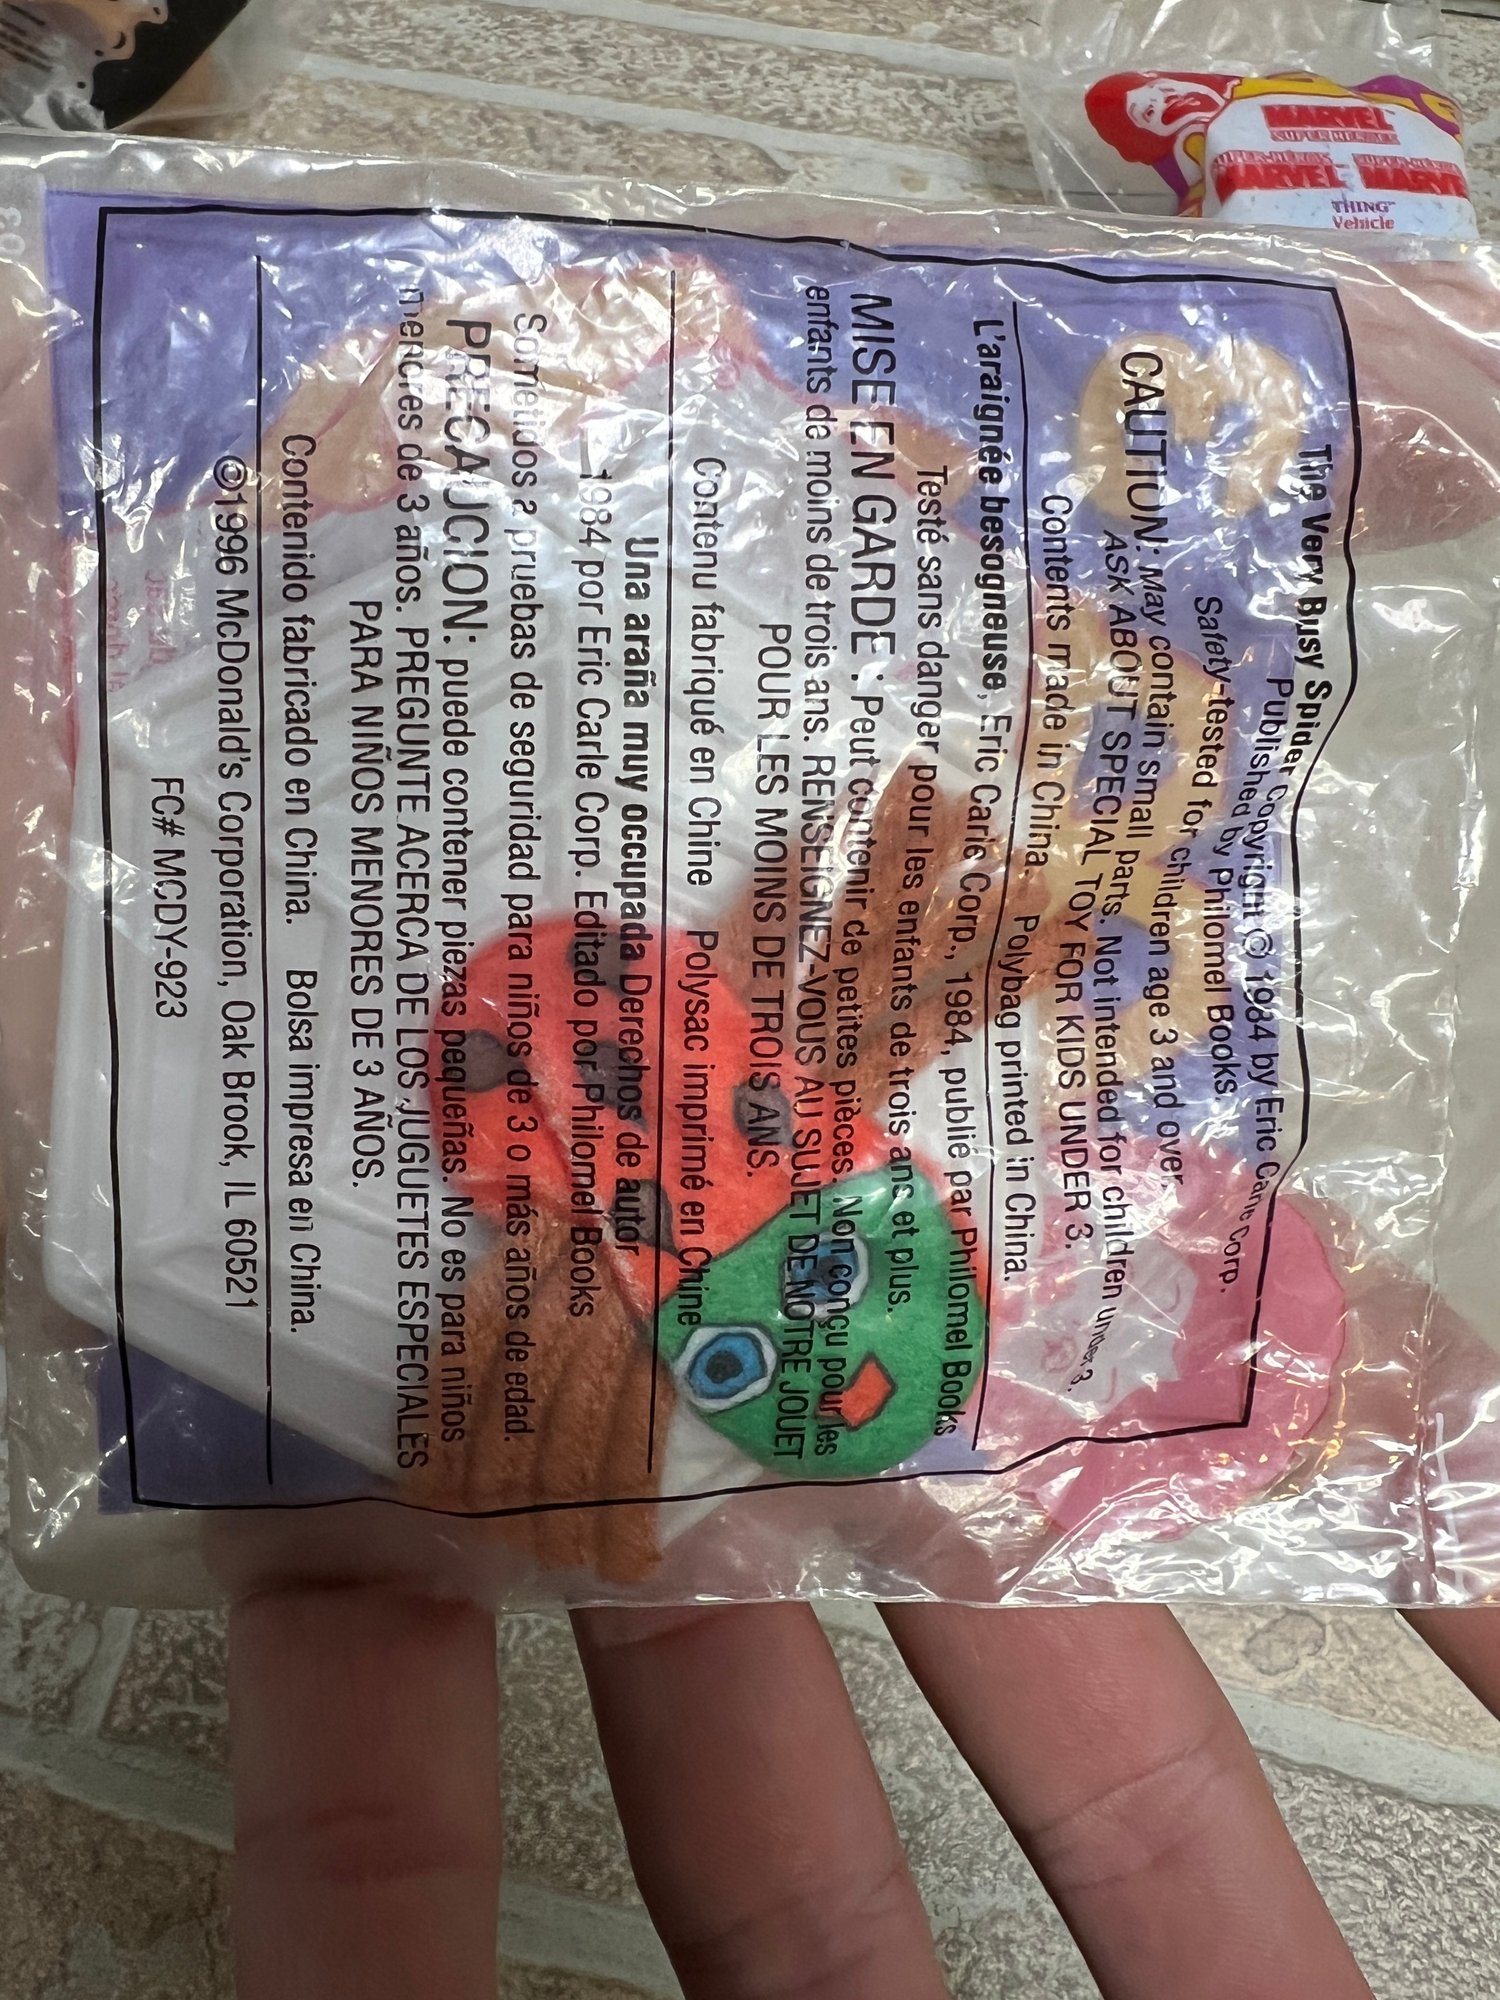 The Very Busy Spider Copyright © 1984 by Eric Carle Corp.
Published by Philomel Books.
Safety-tested for children age 3 and over.
CAUTION: May contain small parts. Not intended for children under 3.
ASK ABOUT SPECIAL TOY FOR KIDS UNDER 3.
Contents made in China. Polybag printed in China.
L'araignée besogneuse, Eric Carle Corp., 1984, publié par Philomel Books
Testé sans danger pour les enfants de trois ans et plus.
MISE EN GARDE : Peut contenir de petites pièces. Non conçu pour les
enfants de moins de trois ans. RENSEIGNEZ-VOUS AU SUJET DE NOTRE JOUET
POUR LES MOINS DE TROIS ANS.
Contenu fabriqué en Chine Polysac imprimé en Chine
Una araña muy occupada Derechos de autor
1984 por Eric Carle Corp. Editado por Philomel Books
Sometidos a pruebas de seguridad para niños de 3 o más años de edad.
PRECAUCION: puede contener piezas pequeñas. No es para niños
menores de 3 años. PREGUNTE ACERCA DE LOS JUGUETES ESPECIALES
PARA NIÑOS MENORES DE 3 AÑOS.
Contenido fabricado en China. Bolsa impresa en China.
©1996 McDonald's Corporation, Oak Brook, IL 60521
FC# MCDY-923
MARVEL
SUPER HEROES
MARVEL MARVEL
THING™
Vehicle